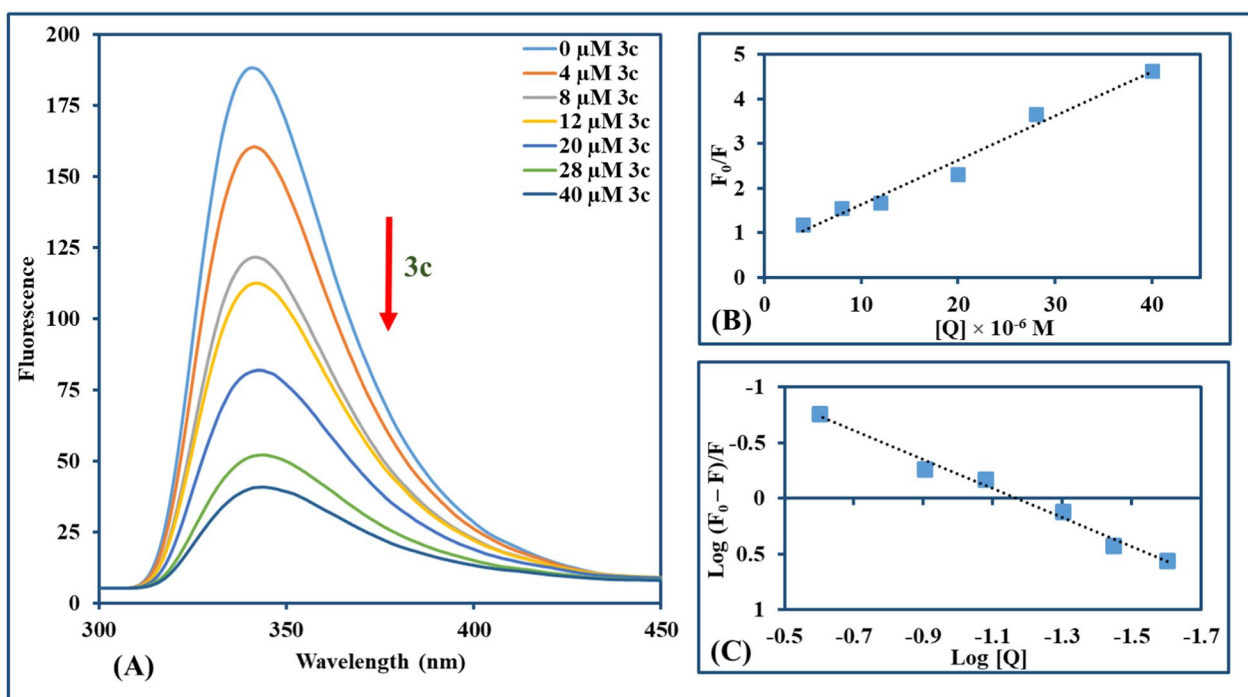 200
175
150
125
100
75
50
25
0
300
350
400
450
Fluorescence
Wavelength (nm)
(A)
0 µM 3c
4 µM 3c
8 µM 3c
12 µM 3c
20 µM 3c
28 µM 3c
40 µM 3c
3c
5
4
3
2
1
0
0
10
20
30
40
F₀/F
[Q] × 10⁻⁶ M
(B)
-1
-0.5
0
0.5
1
-0.5
-0.7
-0.9
-1.1
-1.3
-1.5
-1.7
Log (F₀ – F)/F
Log [Q]
(C)